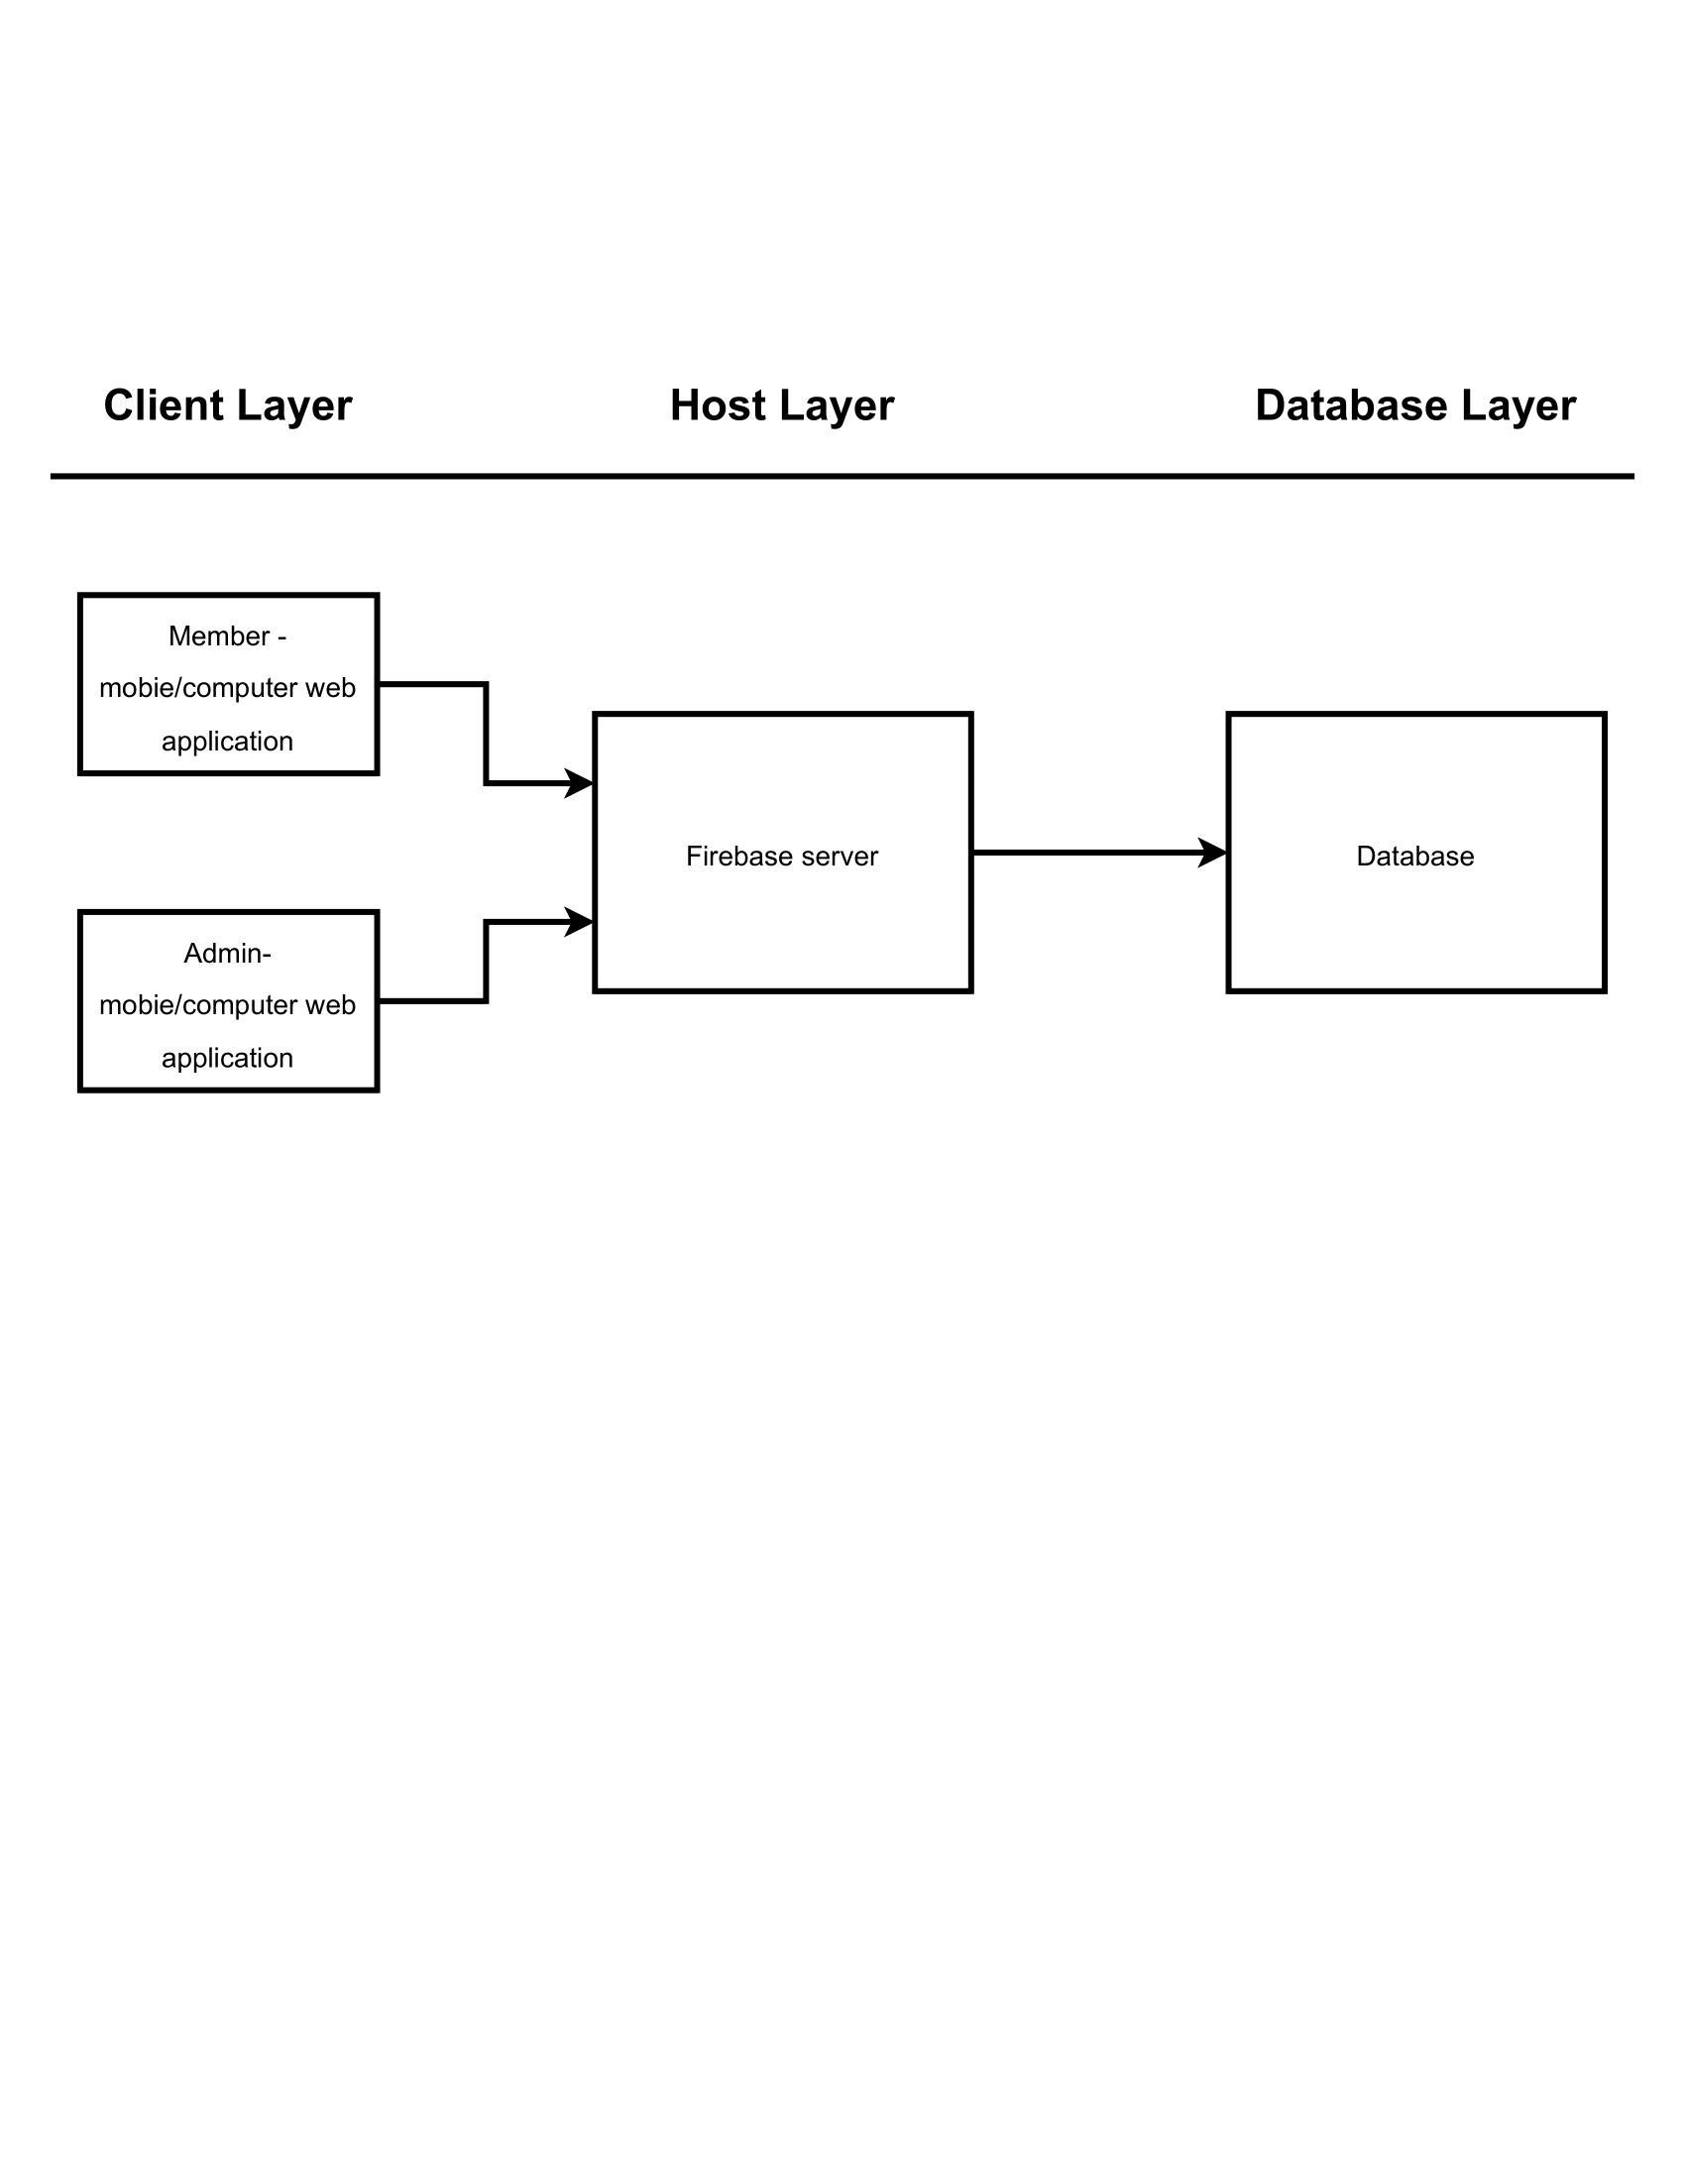 Client Layer
Host Layer
Database Layer
Member -
mobie/computer web
application
Firebase server
Database
Admin-
mobie/computer web
application